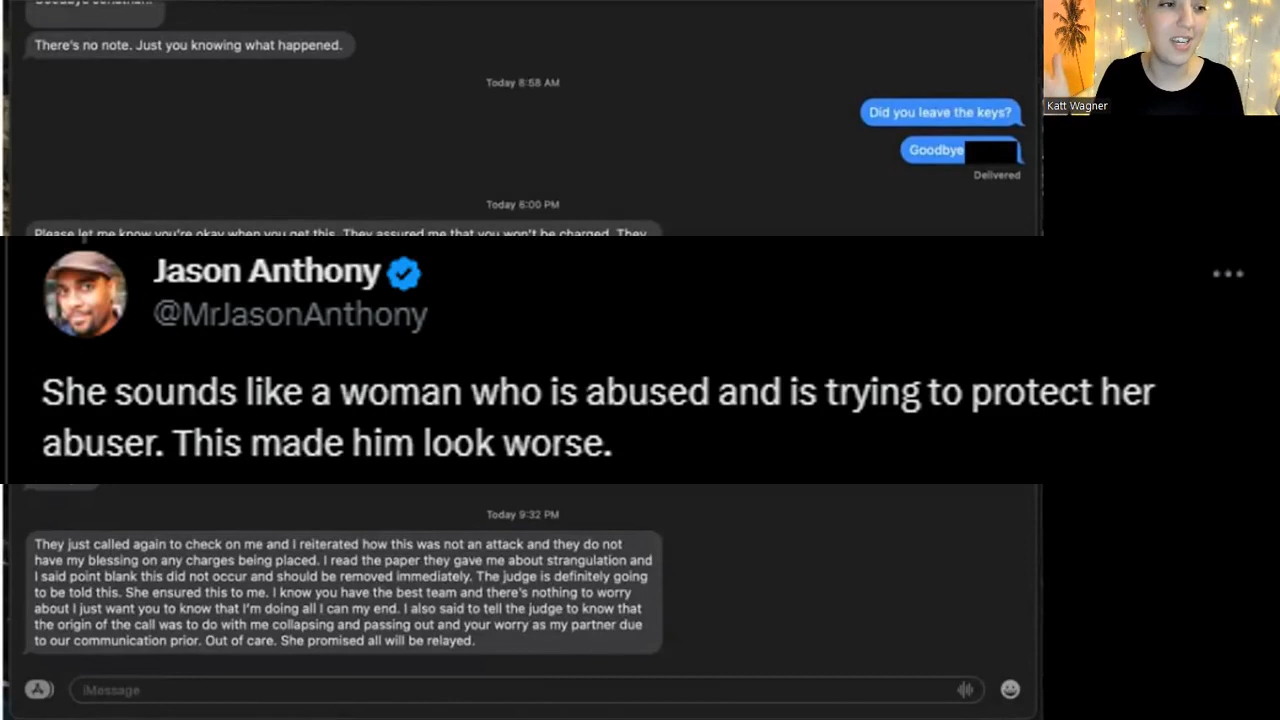 Goodbye Jonathan.
There's no note. Just you knowing what happened.
Today 8:58 AM
Did you leave the keys?
Goodbye
Delivered
Today 6:00 PM
Please let me know you're okay when you get this. They assured me that you won't be charged. They
Katt Wagner
Jason Anthony
@MrJasonAnthony
She sounds like a woman who is abused and is trying to protect her
abuser. This made him look worse.
Today 9:32 PM
They just called again to check on me and I reiterated how this was not an attack and they do not
have my blessing on any charges being placed. I read the paper they gave me about strangulation and
I said point blank this did not occur and should be removed immediately. The judge is definitely going
to be told this. She ensured this to me. I know you have the best team and there's nothing to worry
about I just want you to know that I'm doing all I can my end. I also said to tell the judge to know that
the origin of the call was to do with me collapsing and passing out and your worry as my partner due
to our communication prior. Out of care. She promised all will be relayed.
iMessage